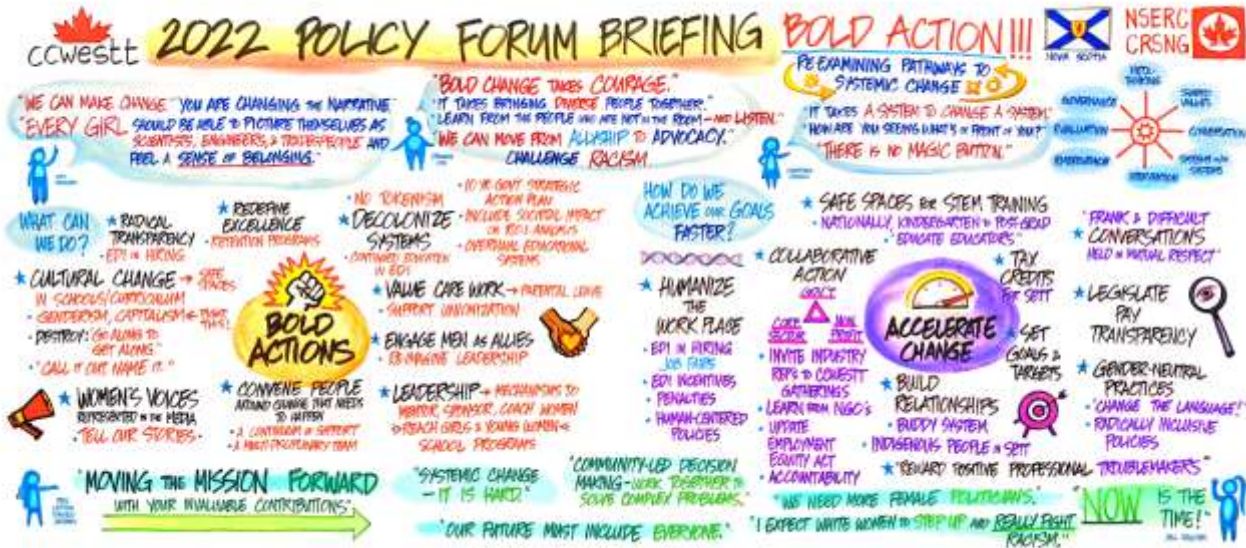 ccwestt
2022 POLICY FORUM BRIEFING
BOLD ACTION!!!
NOVA SCOTIA
NSERC
CRSNG
"WE CAN MAKE CHANGE" "YOU ARE CHANGING THE NARRATIVE"
"EVERY GIRL SHOULD BE ABLE TO PICTURE THEMSELVES AS
SCIENTISTS, ENGINEERS, & TRADESPEOPLE AND
FEEL A SENSE OF BELONGING."
"BOLD CHANGE TAKES COURAGE."
"IT TAKES BRINGING DIVERSE PEOPLE TOGETHER."
"LEARN FROM THE PEOPLE WHO ARE NOT IN THE ROOM - AND LISTEN."
"WE CAN MOVE FROM ALLYSHIP TO ADVOCACY."
CHALLENGE RACISM.
RE-EXAMINING PATHWAYS TO
SYSTEMIC CHANGE
"IT TAKES A SYSTEM TO CHANGE A SYSTEM."
"HOW ARE YOU SEEING WHAT'S IN FRONT OF YOU?"
"THERE IS NO MAGIC BUTTON."
GOVERNANCE
EVALUATION
VALUES
WHAT CAN
WE DO?
★ RADICAL
TRANSPARENCY
• EDI IN HIRING
★ REDEFINE
EXCELLENCE
• RETENTION PROGRAMS
★ CULTURAL CHANGE → SAFE
SPACES
IN SCHOOLS/CURRICULUM
• GENDERISM, CAPITALISM
• DESTROY: "GO ALONG TO
GET ALONG."
• "CALL IT OUT. NAME IT."
★ WOMEN'S VOICES
REPRESENTED IN THE MEDIA
• TELL OUR STORIES •
BOLD
ACTIONS
★ CONVENE PEOPLE
AROUND CHANGE THAT NEEDS
TO HAPPEN
• A CONTINUUM OF SUPPORT
• A MULTI-DISCIPLINARY TEAM
• NO TOKENISM
★ DECOLONIZE
SYSTEMS
• CONTINUED EDUCATION
IN EDI
• 10 YR GOVT STRATEGIC
ACTION PLAN
• INCLUDE SOCIETAL IMPACT
• OVERHAUL EDUCATIONAL
SYSTEMS
★ VALUE CARE WORK → PARENTAL LEAVE
• SUPPORT UNIONIZATION
★ ENGAGE MEN AS ALLIES
• RE-IMAGINE LEADERSHIP
★ LEADERSHIP → MECHANISMS TO
MENTOR, SPONSOR, COACH WOMEN
REACH GIRLS & YOUNG WOMEN
SCHOOL PROGRAMS
HOW DO WE
ACHIEVE OUR GOALS
FASTER?
★ HUMANIZE
THE
WORK PLACE
• EDI IN HIRING
JOB FAIRS
• EDI INCENTIVES
• PENALTIES
• HUMAN-CENTERED
POLICIES
★ SAFE SPACES FOR STEM TRAINING
• NATIONALLY, KINDERGARTEN TO POST-GRAD
• "EDUCATE EDUCATORS"
★ COLLABORATIVE
ACTION
GOV'T
CORP. NON
SECTOR PROFIT
• INVITE INDUSTRY
REPS TO CCWESTT
GATHERINGS
• LEARN FROM NGO'S
• UPDATE
EMPLOYMENT
EQUITY ACT
• ACCOUNTABILITY
ACCELERATE
CHANGE
★ BUILD
RELATIONSHIPS
• BUDDY SYSTEM
• INDIGENOUS PEOPLE IN SETT
★ "REWARD POSITIVE PROFESSIONAL TROUBLEMAKERS"
★ TAX
CREDITS
FOR SETT
★ SET
GOALS &
TARGETS
"FRANK & DIFFICULT
★ CONVERSATIONS
HELD IN MUTUAL RESPECT"
★ LEGISLATE
PAY
TRANSPARENCY
★ GENDER-NEUTRAL
PRACTICES
• "CHANGE THE LANGUAGE!"
• RADICALLY INCLUSIVE
POLICIES
"MOVING THE MISSION FORWARD
WITH YOUR INVALUABLE CONTRIBUTIONS"
"SYSTEMIC CHANGE
- IT IS HARD."
"COMMUNITY-LED DECISION
MAKING - WORK TOGETHER TO
SOLVE COMPLEX PROBLEMS."
"OUR FUTURE MUST INCLUDE EVERYONE."
"WE NEED MORE FEMALE POLITICIANS."
"I EXPECT WHITE WOMEN TO STEP UP AND REALLY FIGHT
RACISM."
"NOW IS THE
TIME!"